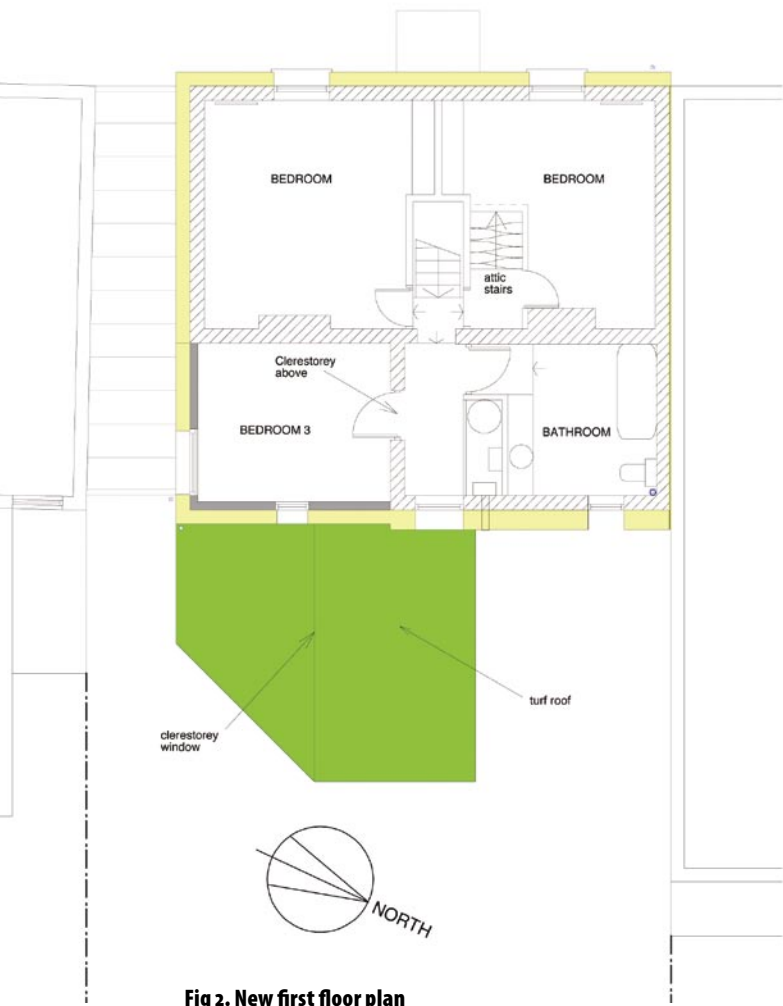 BEDROOM
BEDROOM
attic
stairs
Clerestorey
above
BEDROOM 3
BATHROOM
turf roof
clerestorey
window
NORTH
Fig 2. New first floor plan